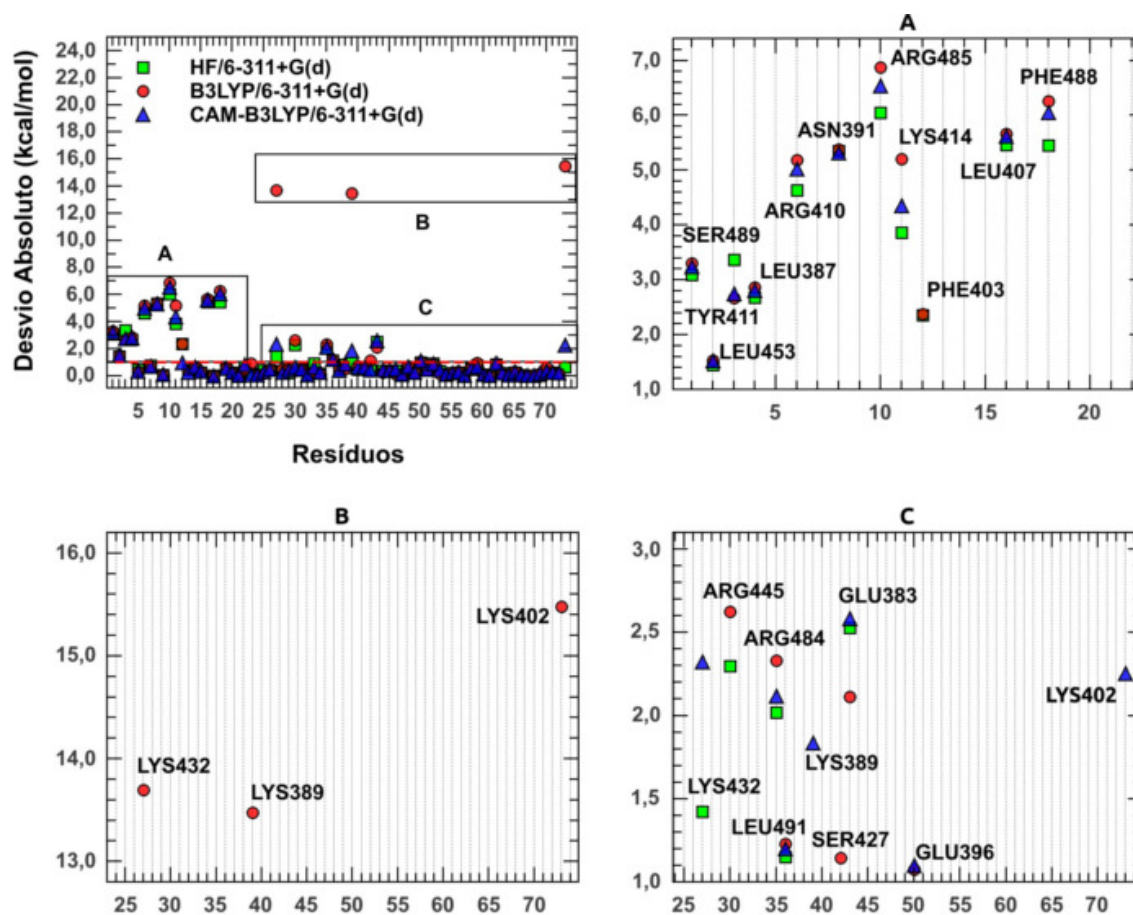 Desvio Absoluto (kcal/mol)
24,0
22,0
20,0
18,0
16,0
14,0
12,0
10,0
8,0
6,0
4,0
2,0
0,0
HF/6-311+G(d)
B3LYP/6-311+G(d)
CAM-B3LYP/6-311+G(d)
B
A
C
5 10 15 20 25 30 35 40 45 50 55 60 65 70
Resíduos
A
7,0
6,0
5,0
4,0
3,0
2,0
1,0
ARG485
PHE488
ASN391
LYS414
LEU407
ARG410
SER489
LEU387
TYR411
PHE403
LEU453
5 10 15 20
B
16,0
15,0
14,0
13,0
LYS402
LYS432
LYS389
25 30 35 40 45 50 55 60 65 70
C
3,0
2,5
2,0
1,5
1,0
ARG445
GLU383
ARG484
LYS402
LYS389
LYS432
LEU491
SER427
GLU396
25 30 35 40 45 50 55 60 65 70